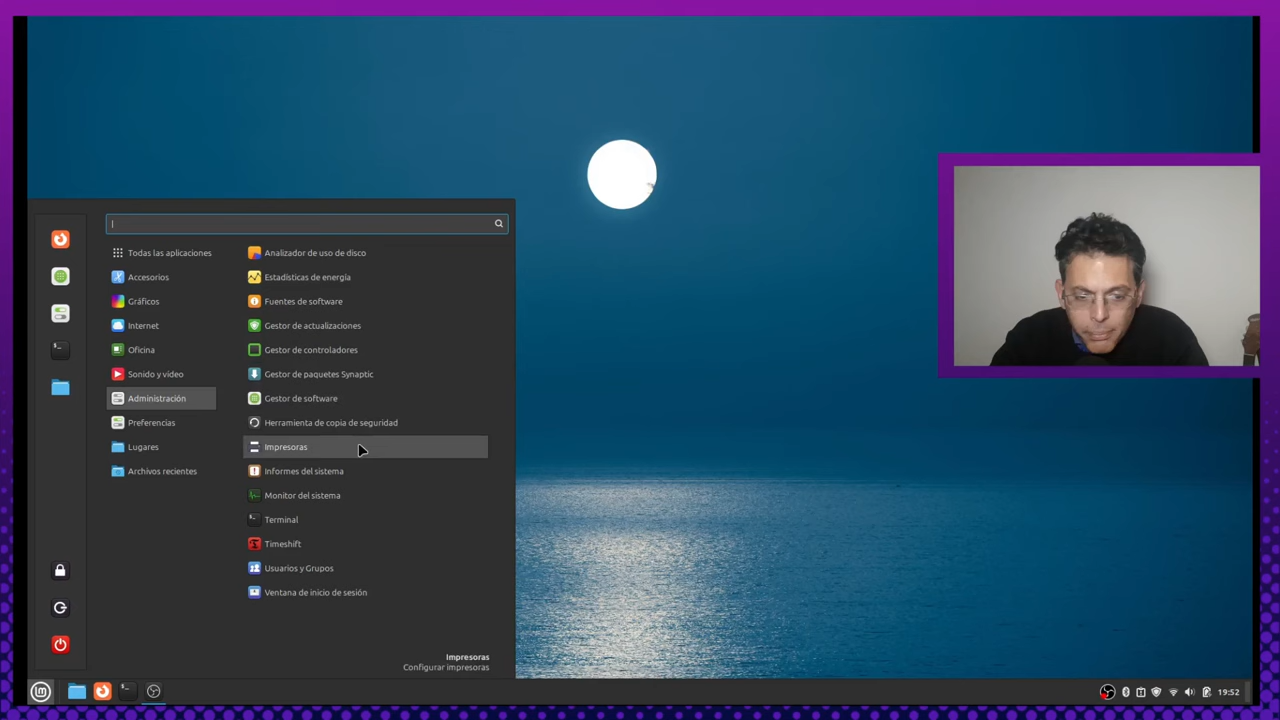 Todas las aplicaciones
Accesorios
Gráficos
Internet
Oficina
Sonido y vídeo
Administración
Preferencias
Lugares
Archivos recientes
Analizador de uso de disco
Estadísticas de energía
Fuentes de software
Gestor de actualizaciones
Gestor de controladores
Gestor de paquetes Synaptic
Gestor de software
Herramienta de copia de seguridad
Impresoras
Informes del sistema
Monitor del sistema
Terminal
Timeshift
Usuarios y Grupos
Ventana de inicio de sesión
Impresoras
Configurar impresoras
19:52